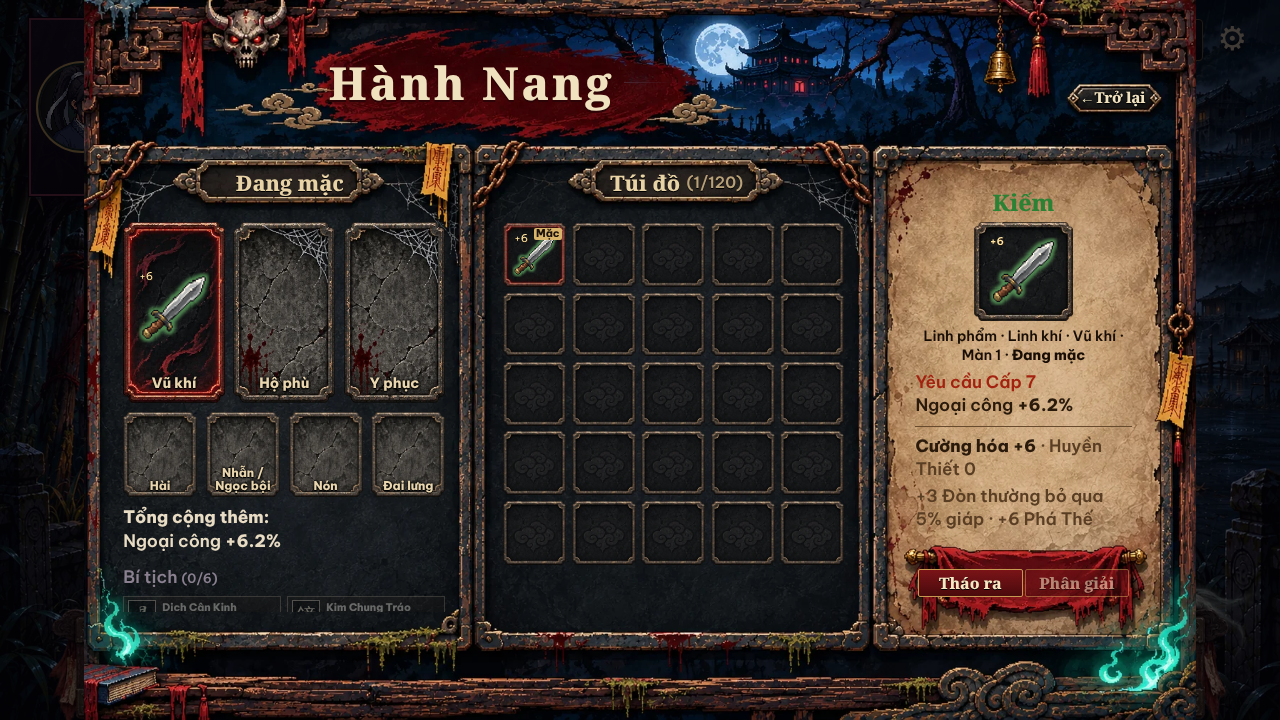 Hành Nang
←Trở lại
Đang mặc
+6
Vũ khí
Hộ phù
Y phục
Hài
Nhẫn /
Ngọc bội
Nón
Đai lưng
Tổng cộng thêm:
Ngoại công +6.2%
Bí tịch (0/6)
Dịch Cân Kinh
Kim Chung Tráo
Túi đồ (1/120)
+6
Mặc
Kiếm
+6
Linh phẩm · Linh khí · Vũ khí ·
Màn 1 · Đang mặc
Yêu cầu Cấp 7
Ngoại công +6.2%
Cường hóa +6 · Huyền
Thiết 0
+3 Đòn thường bỏ qua
5% giáp · +6 Phá Thế
Tháo ra
Phân giải